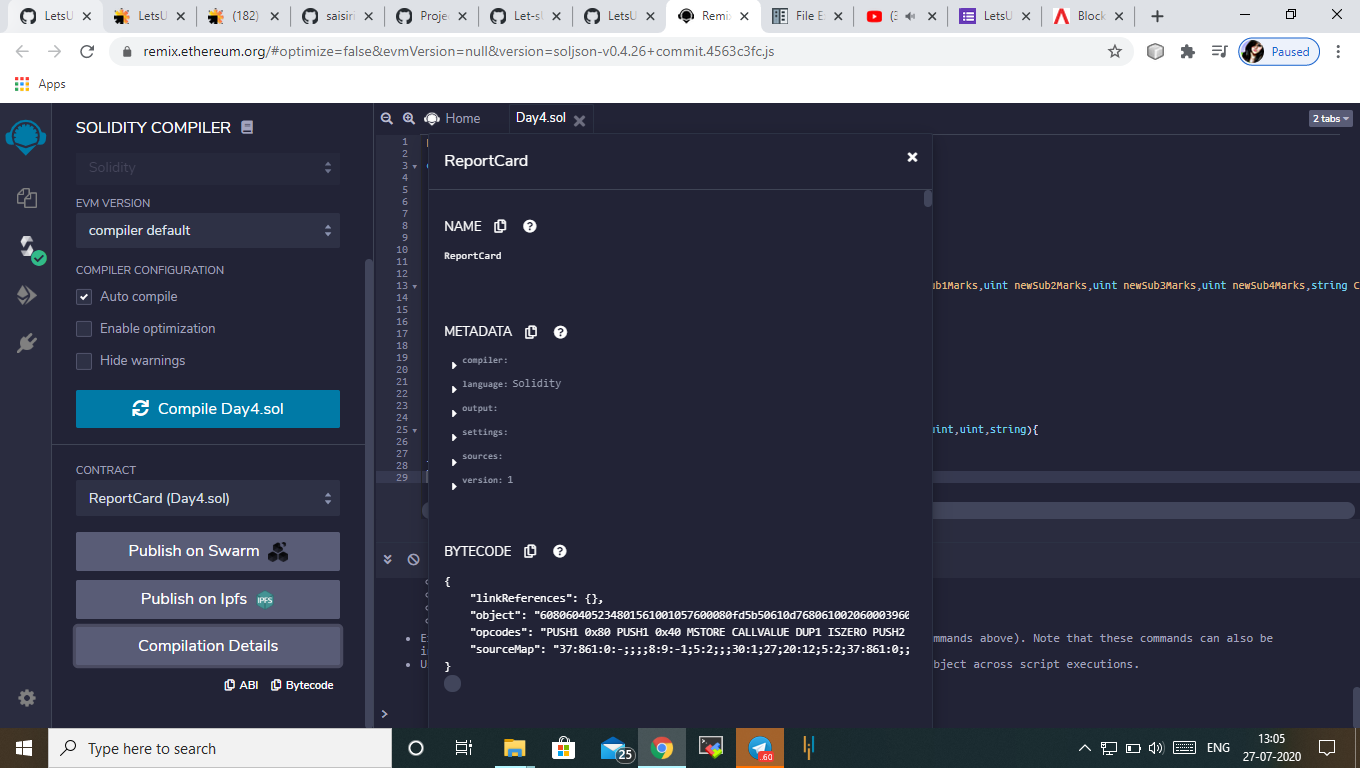 LetsU
LetsU
(182)
saisiri
Proje
Let-sU
LetsU
Remix
File E
(3
LetsU
Block
remix.ethereum.org/#optimize=false&evmVersion=null&version=soljson-v0.4.26+commit.4563c3fc.js
Paused
Apps
SOLIDITY COMPILER
Solidity
EVM VERSION
compiler default
COMPILER CONFIGURATION
Auto compile
Enable optimization
Hide warnings
Compile Day4.sol
CONTRACT
ReportCard (Day4.sol)
Publish on Swarm
Publish on Ipfs
IPFS
Compilation Details
ABI Bytecode
Home
Day4.sol
2 tabs
1
2
3
4
5
6
7
8
9
10
11
12
13
14
15
16
17
18
19
20
21
22
23
24
25
26
27
28
29
ub1Marks,uint newSub2Marks,uint newSub3Marks,uint newSub4Marks,string C
uint,uint,string){
ReportCard
NAME
ReportCard
METADATA
compiler:
language: Solidity
output:
settings:
sources:
version: 1
BYTECODE
{
"linkReferences": {},
"object": "608060405234801561001057600080fd5b50610d768061002060003960
"opcodes": "PUSH1 0x80 PUSH1 0x40 MSTORE CALLVALUE DUP1 ISZERO PUSH2
"sourceMap": "37:861:0:-;;;;8:9:-1;5:2;;;30:1;27;20:12;5:2;37:861:0;;
}
mmands above). Note that these commands can also be
in
bject across script executions.
>
Type here to search
25
.60
ENG
13:05
27-07-2020